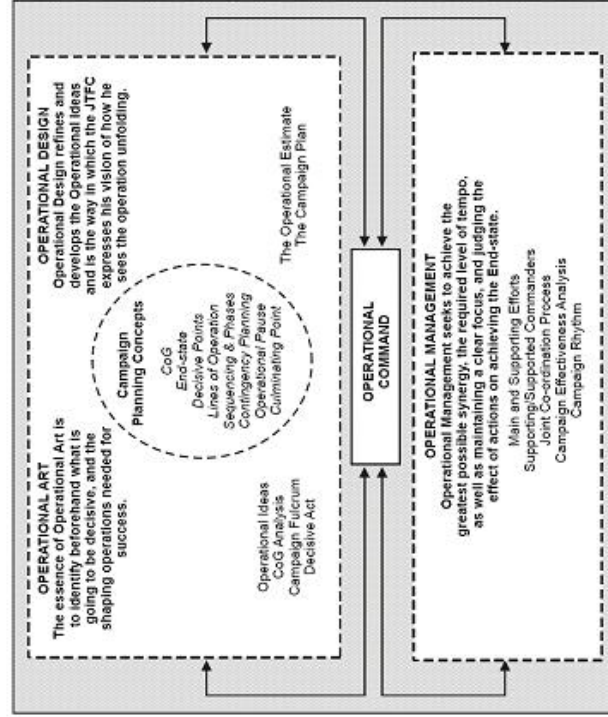 OPERATIONAL ART
The essence of Operational Art is
to identify beforehand what is
going to be decisive, and the
shaping operations needed for
success.
OPERATIONAL DESIGN
Operational Design refines and
develops the Operational Ideas
and is the way in which the JTFC
expresses his vision of how he
sees the operation unfolding.
Campaign
Planning Concepts
CoG
End-state
Decisive Points
Lines of Operation
Sequencing & Phases
Contingency Planning
Operational Pause
Culminating Point
Operational Ideas
CoG Analysis
Campaign Fulcrum
Decisive Act
The Operational Estimate
The Campaign Plan
OPERATIONAL
COMMAND
OPERATIONAL MANAGEMENT
Operational Management seeks to achieve the
greatest possible synergy, the required level of tempo,
as well as maintaining a clear focus, and judging the
effect of actions on achieving the End-state.
Main and Supporting Efforts
Supporting/Supported Commanders
Joint Co-ordination Process
Campaign Effectiveness Analysis
Campaign Rhythm